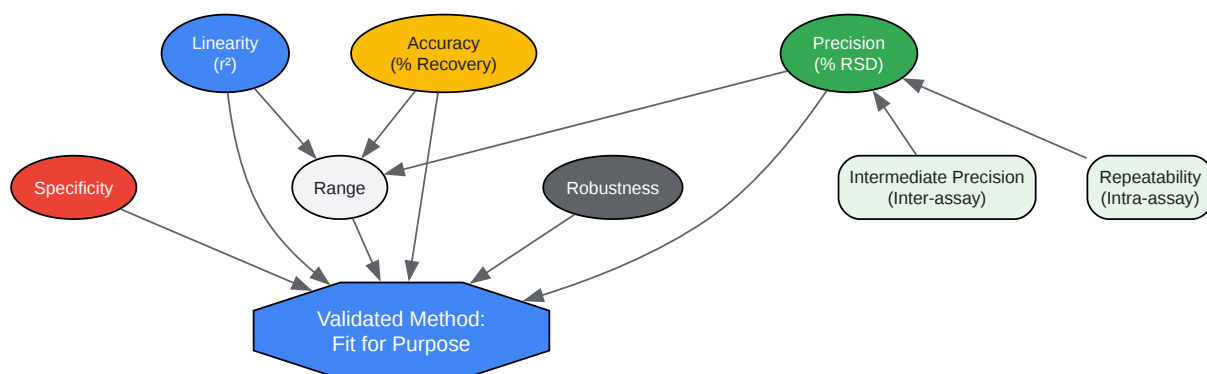 Linearity
(r²)
Accuracy
(% Recovery)
Precision
(% RSD)
Specificity
Range
Robustness
Intermediate Precision
(Inter-assay)
Repeatability
(Intra-assay)
Validated Method:
Fit for Purpose